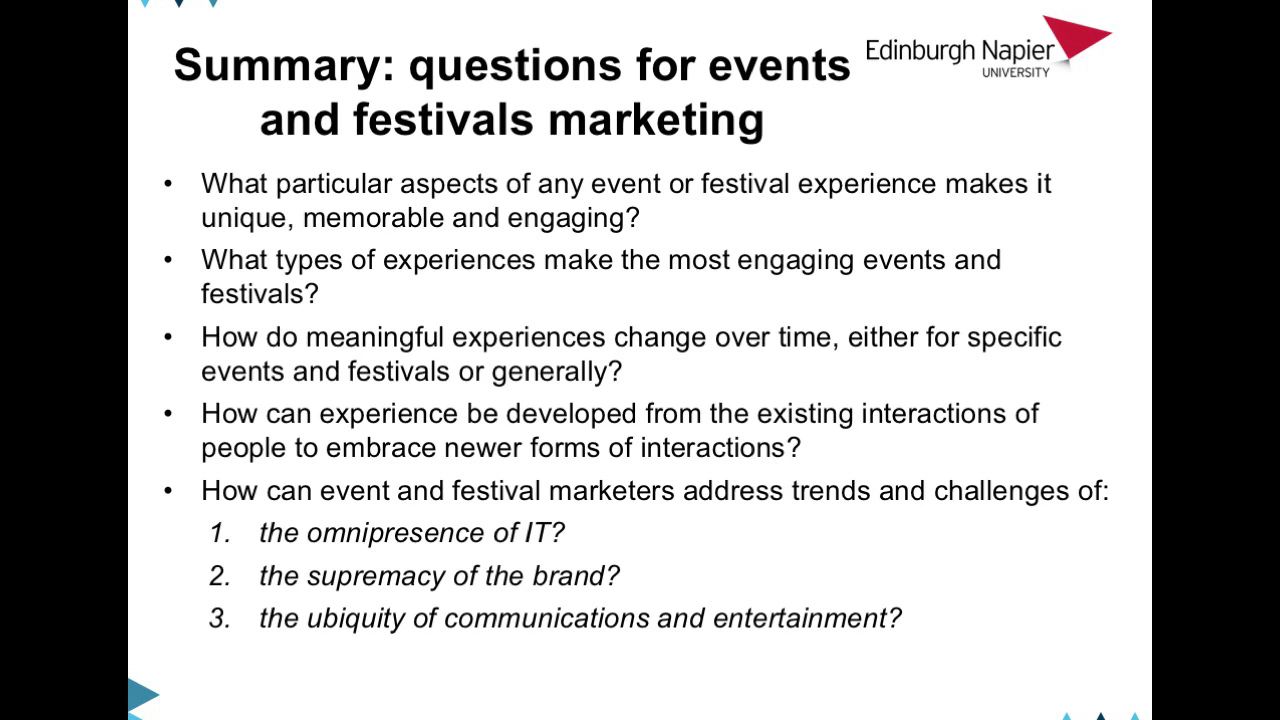 Summary: questions for events
and festivals marketing
Edinburgh Napier
UNIVERSITY
• What particular aspects of any event or festival experience makes it
unique, memorable and engaging?
• What types of experiences make the most engaging events and
festivals?
• How do meaningful experiences change over time, either for specific
events and festivals or generally?
• How can experience be developed from the existing interactions of
people to embrace newer forms of interactions?
• How can event and festival marketers address trends and challenges of:
1. the omnipresence of IT?
2. the supremacy of the brand?
3. the ubiquity of communications and entertainment?